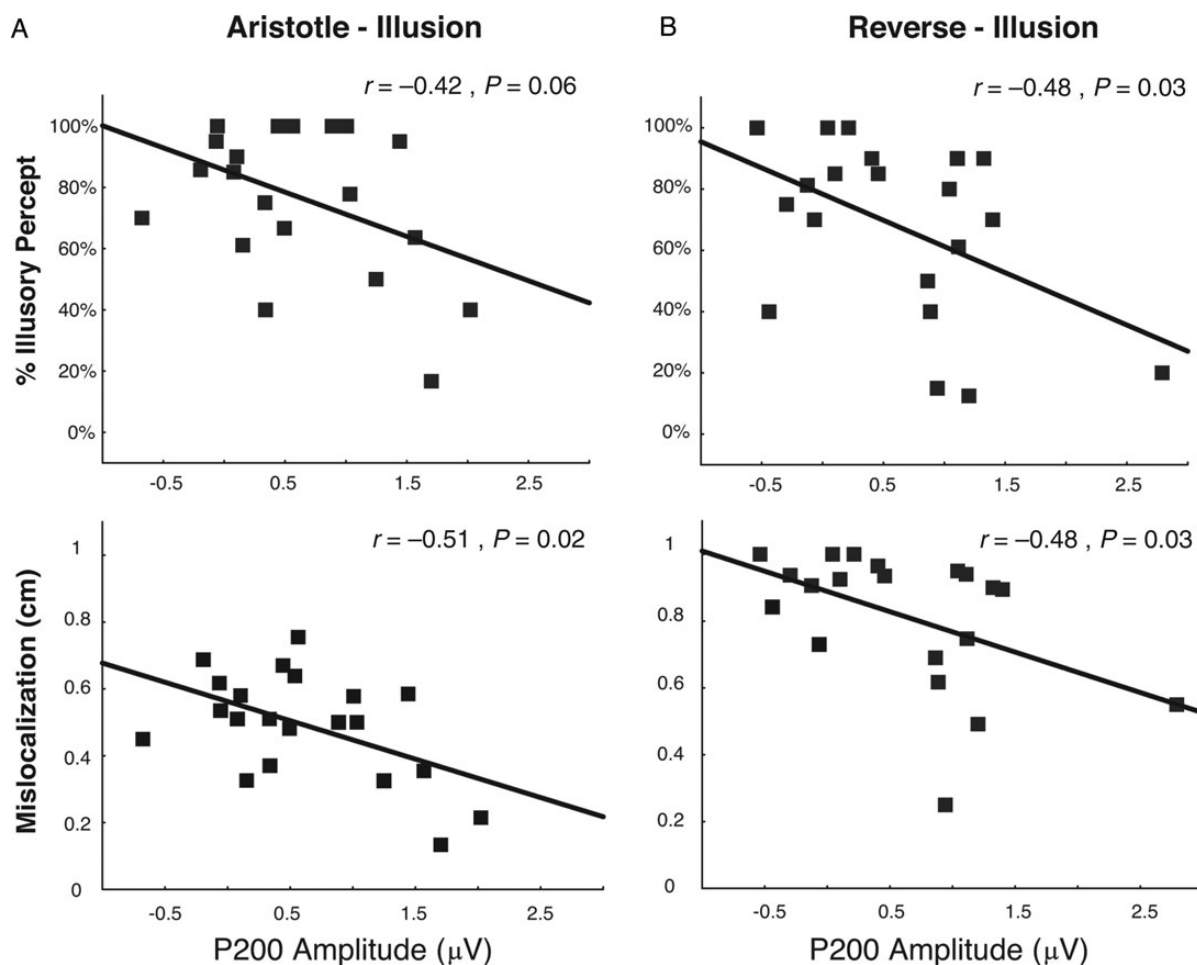 A
Aristotle - Illusion
B
Reverse - Illusion
r = –0.42 , P = 0.06
r = –0.48 , P = 0.03
% Illusory Percept
100%
80%
60%
40%
20%
0%
-0.5 0.5 1.5 2.5
100%
80%
60%
40%
20%
0%
-0.5 0.5 1.5 2.5
r = –0.51 , P = 0.02
r = –0.48 , P = 0.03
Mislocalization (cm)
1
0.8
0.6
0.4
0.2
0
-0.5 0.5 1.5 2.5
P200 Amplitude (μV)
1
0.8
0.6
0.4
0.2
0
-0.5 0.5 1.5 2.5
P200 Amplitude (μV)